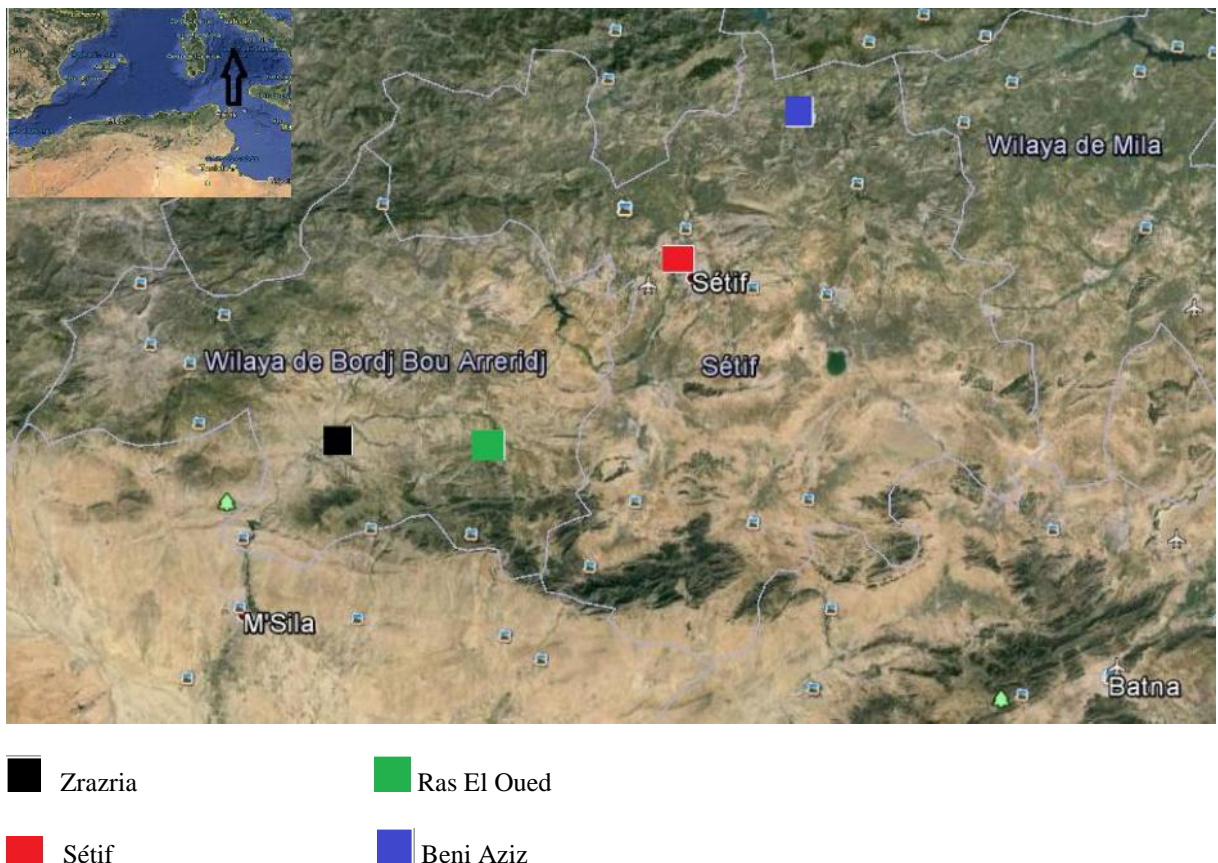 Wilaya de Mila
Sétif
Wilaya de Bordj Bou Arreridj
Sétif
M'Sila
Batna
Zrazria
Ras El Oued
Sétif
Beni Aziz